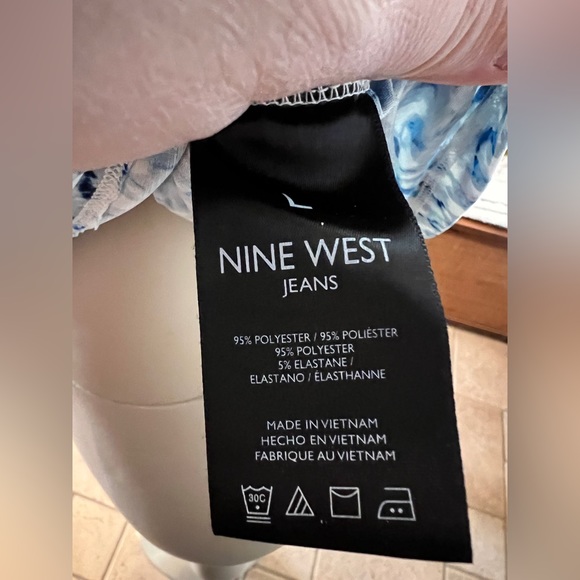 L
NINE WEST
JEANS
95% POLYESTER / 95% POLIÉSTER
95% POLYESTER
5% ELASTANE /
ELASTANO / ÉLASTHANNE
MADE IN VIETNAM
HECHO EN VIETNAM
FABRIQUE AU VIETNAM
30C